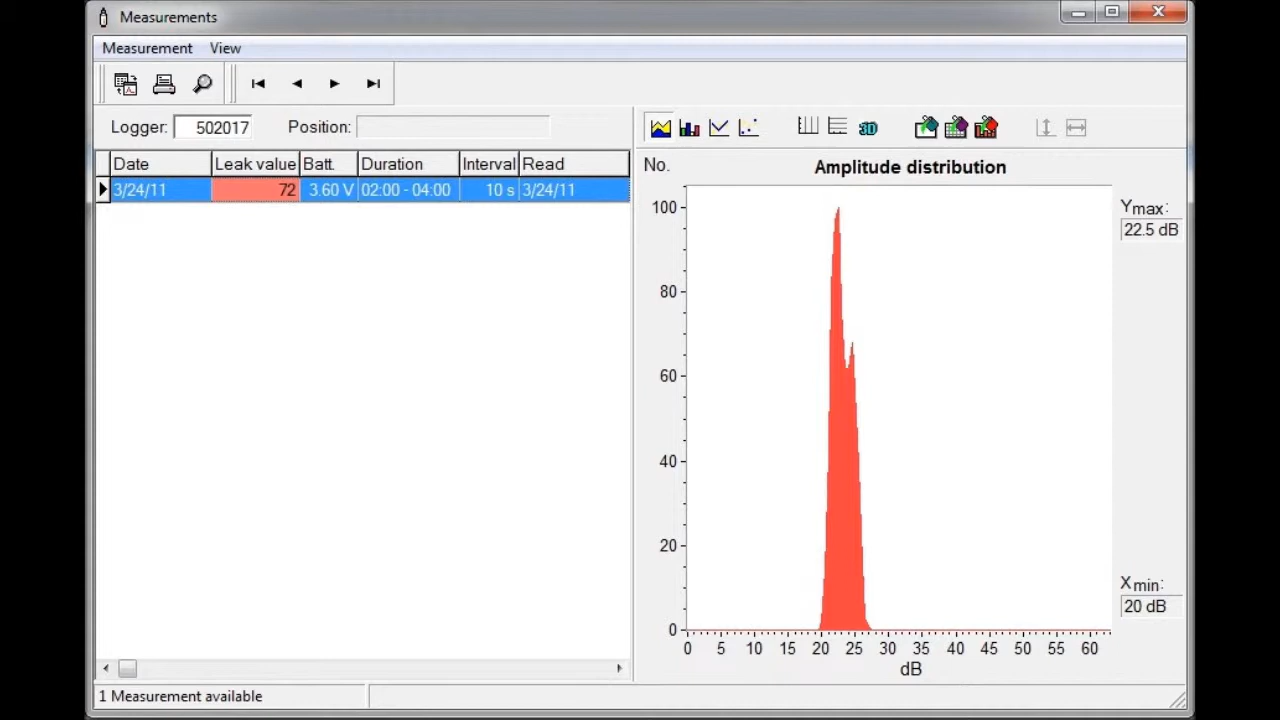 Measurements
Measurement View
Logger: 502017 Position:
Date Leak value Batt. Duration Interval Read
3/24/11 72 3.60 V 02:00 - 04:00 10 s 3/24/11
1 Measurement available
3D
No. Amplitude distribution
100
80
60
40
20
0
0 5 10 15 20 25 30 35 40 45 50 55 60
dB
Ymax:
22.5 dB
Xmin:
20 dB